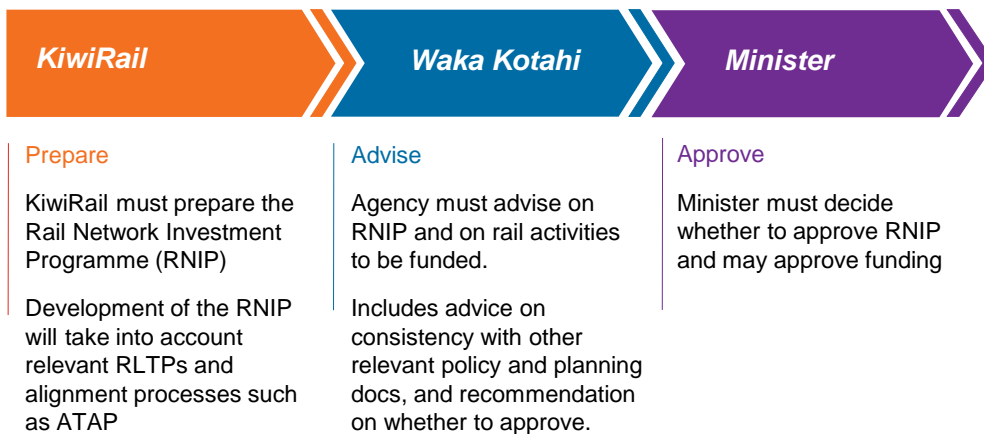 KiwiRail
Waka Kotahi
Minister
Prepare
KiwiRail must prepare the
Rail Network Investment
Programme (RNIP)
Development of the RNIP
will take into account
relevant RLTPs and
alignment processes such
as ATAP
Advise
Agency must advise on
RNIP and on rail activities
to be funded.
Includes advice on
consistency with other
relevant policy and planning
docs, and recommendation
on whether to approve.
Approve
Minister must decide
whether to approve RNIP
and may approve funding